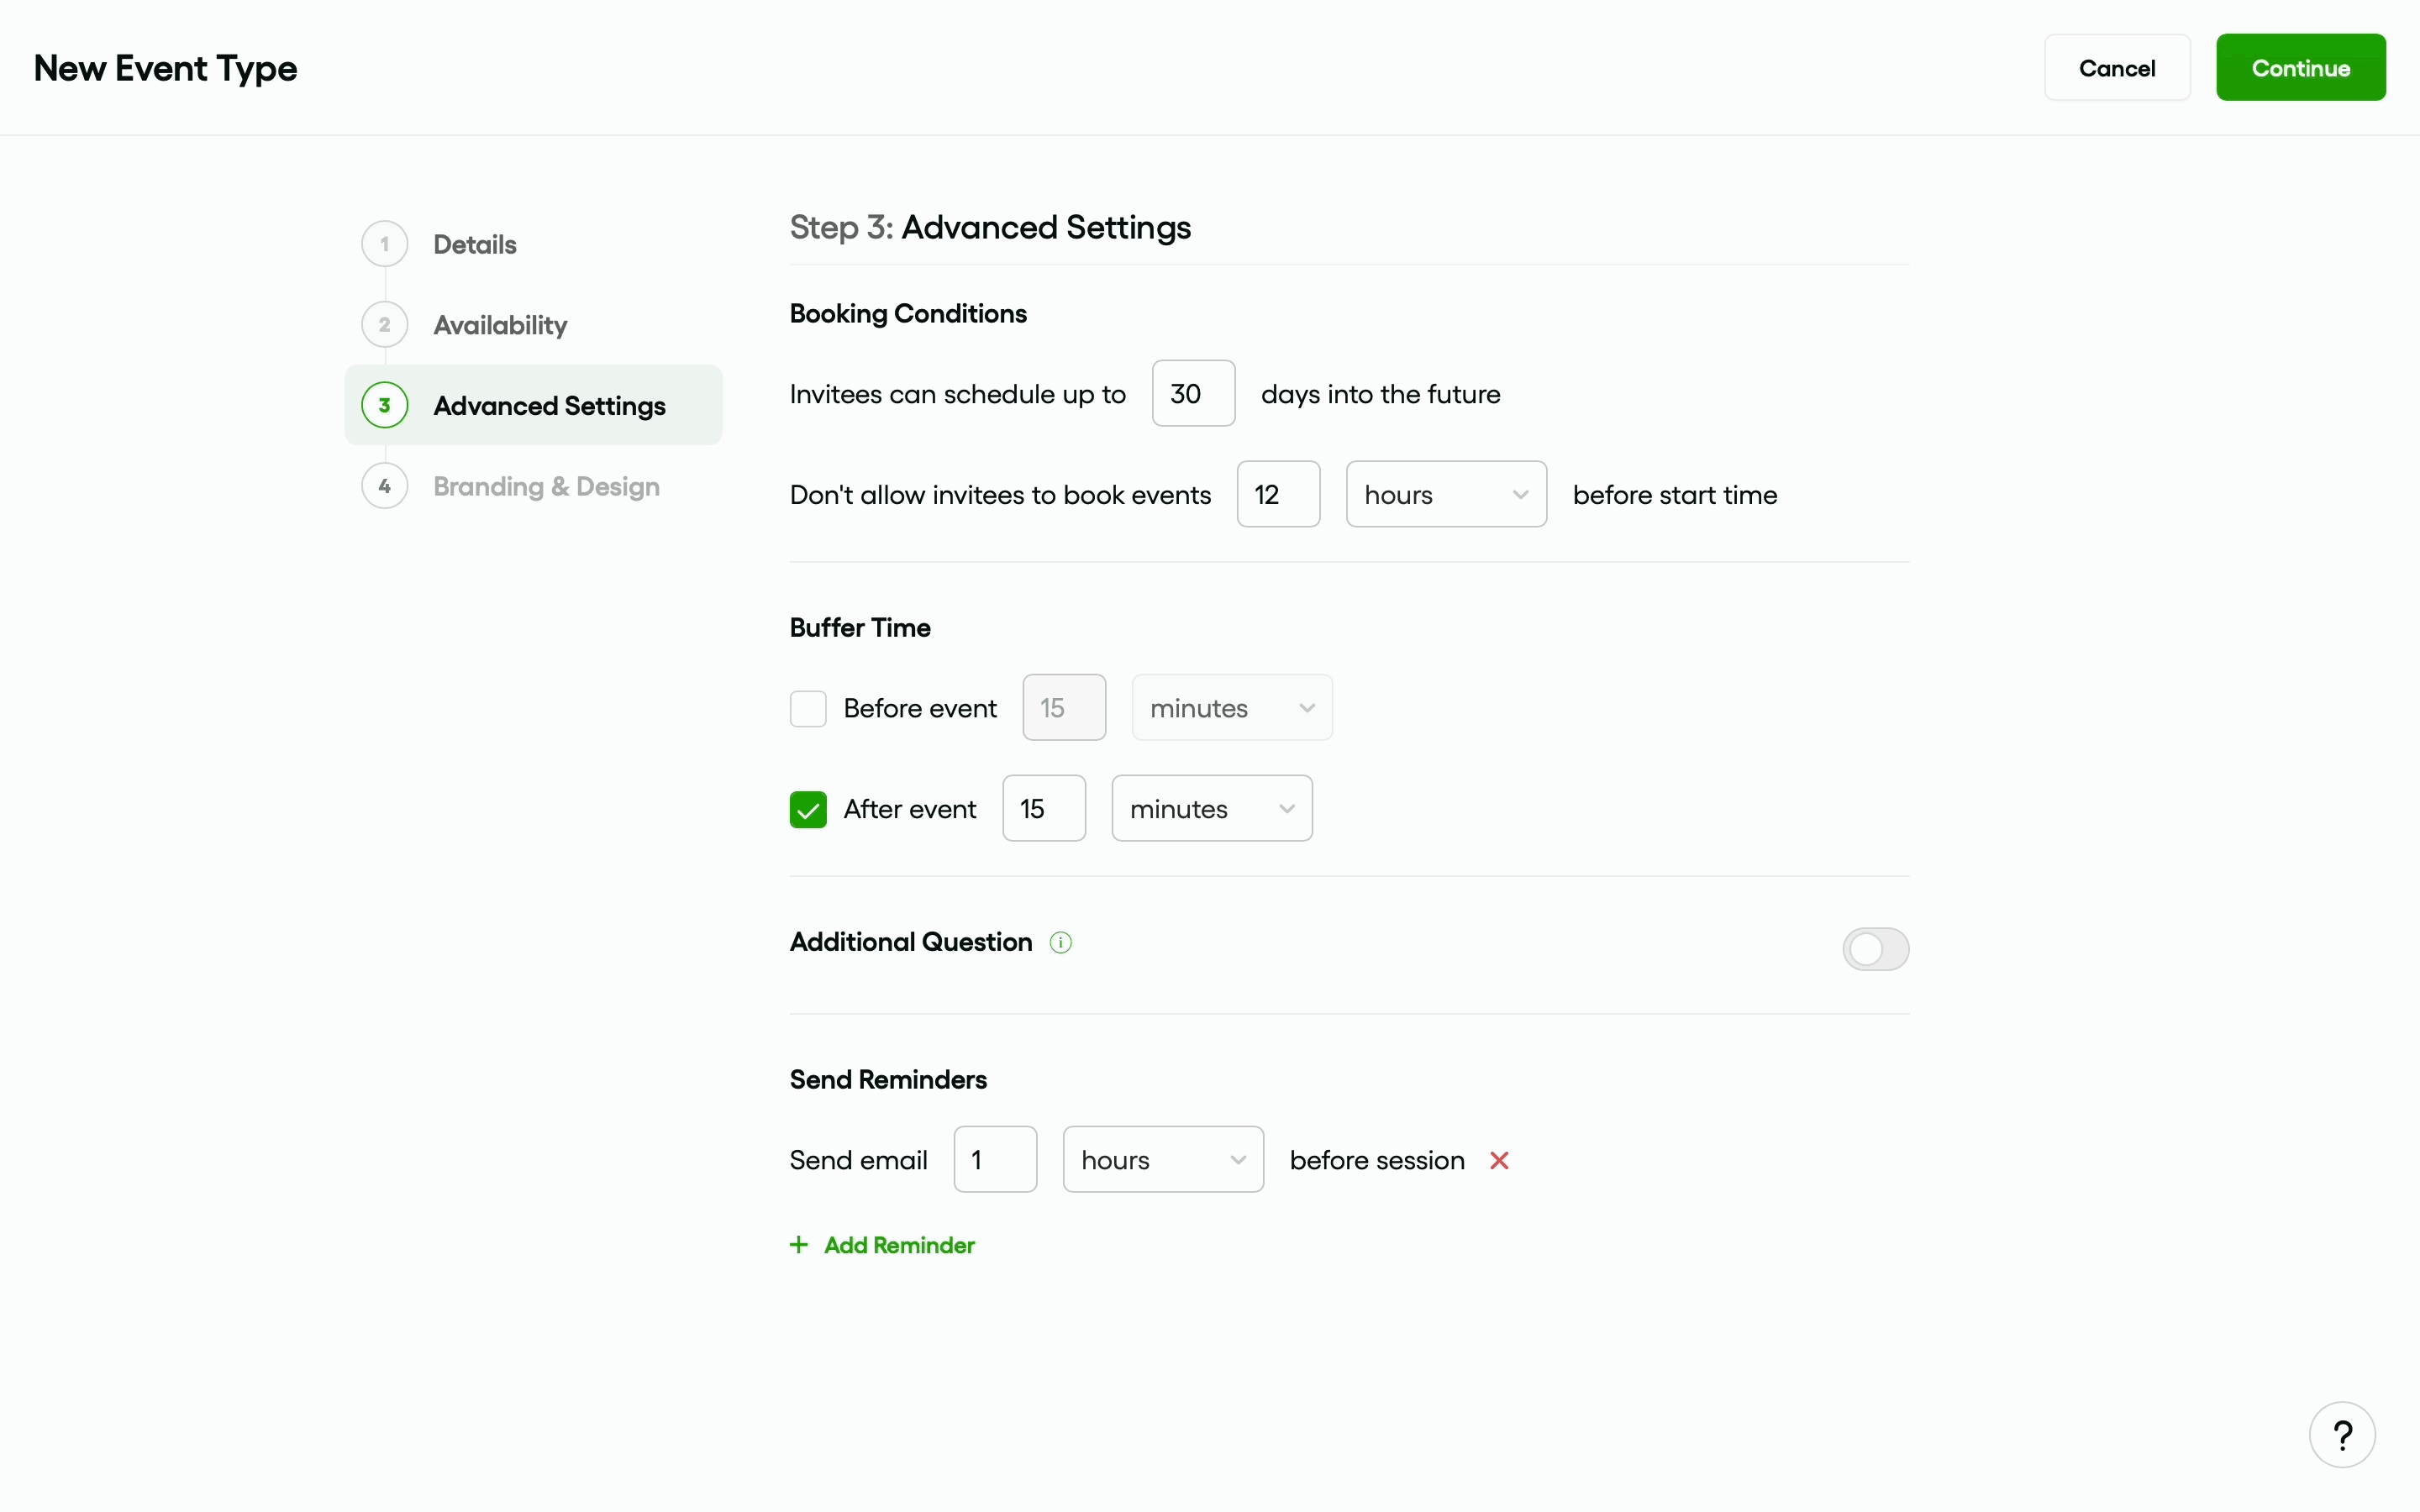 New Event Type
Cancel
Continue
1 Details
2 Availability
3 Advanced Settings
4 Branding & Design
Step 3: Advanced Settings
Booking Conditions
Invitees can schedule up to 30 days into the future
Don't allow invitees to book events 12 hours before start time
Buffer Time
Before event 15 minutes
After event 15 minutes
Additional Question i
Send Reminders
Send email 1 hours before session
+ Add Reminder
?